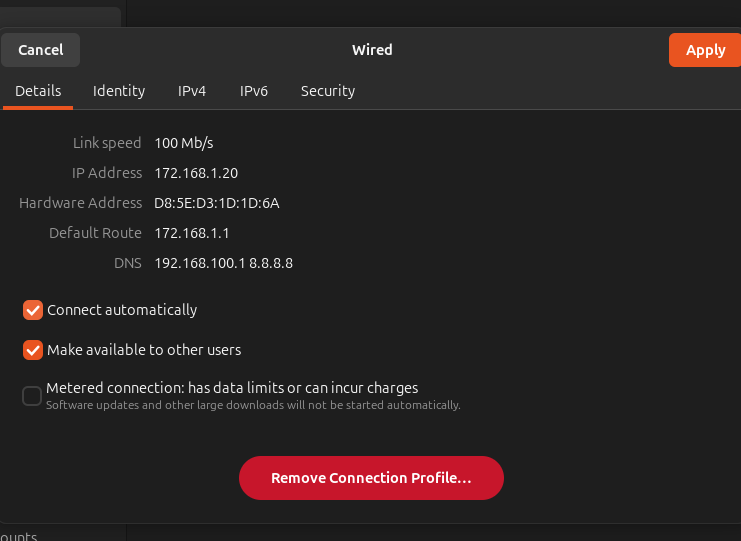 Cancel
Wired
Apply
Details
Identity
IPv4
IPv6
Security
Link speed 100 Mb/s
IP Address 172.168.1.20
Hardware Address D8:5E:D3:1D:1D:6A
Default Route 172.168.1.1
DNS 192.168.100.1 8.8.8.8
Connect automatically
Make available to other users
Metered connection: has data limits or can incur charges
Software updates and other large downloads will not be started automatically.
Remove Connection Profile…
ounts